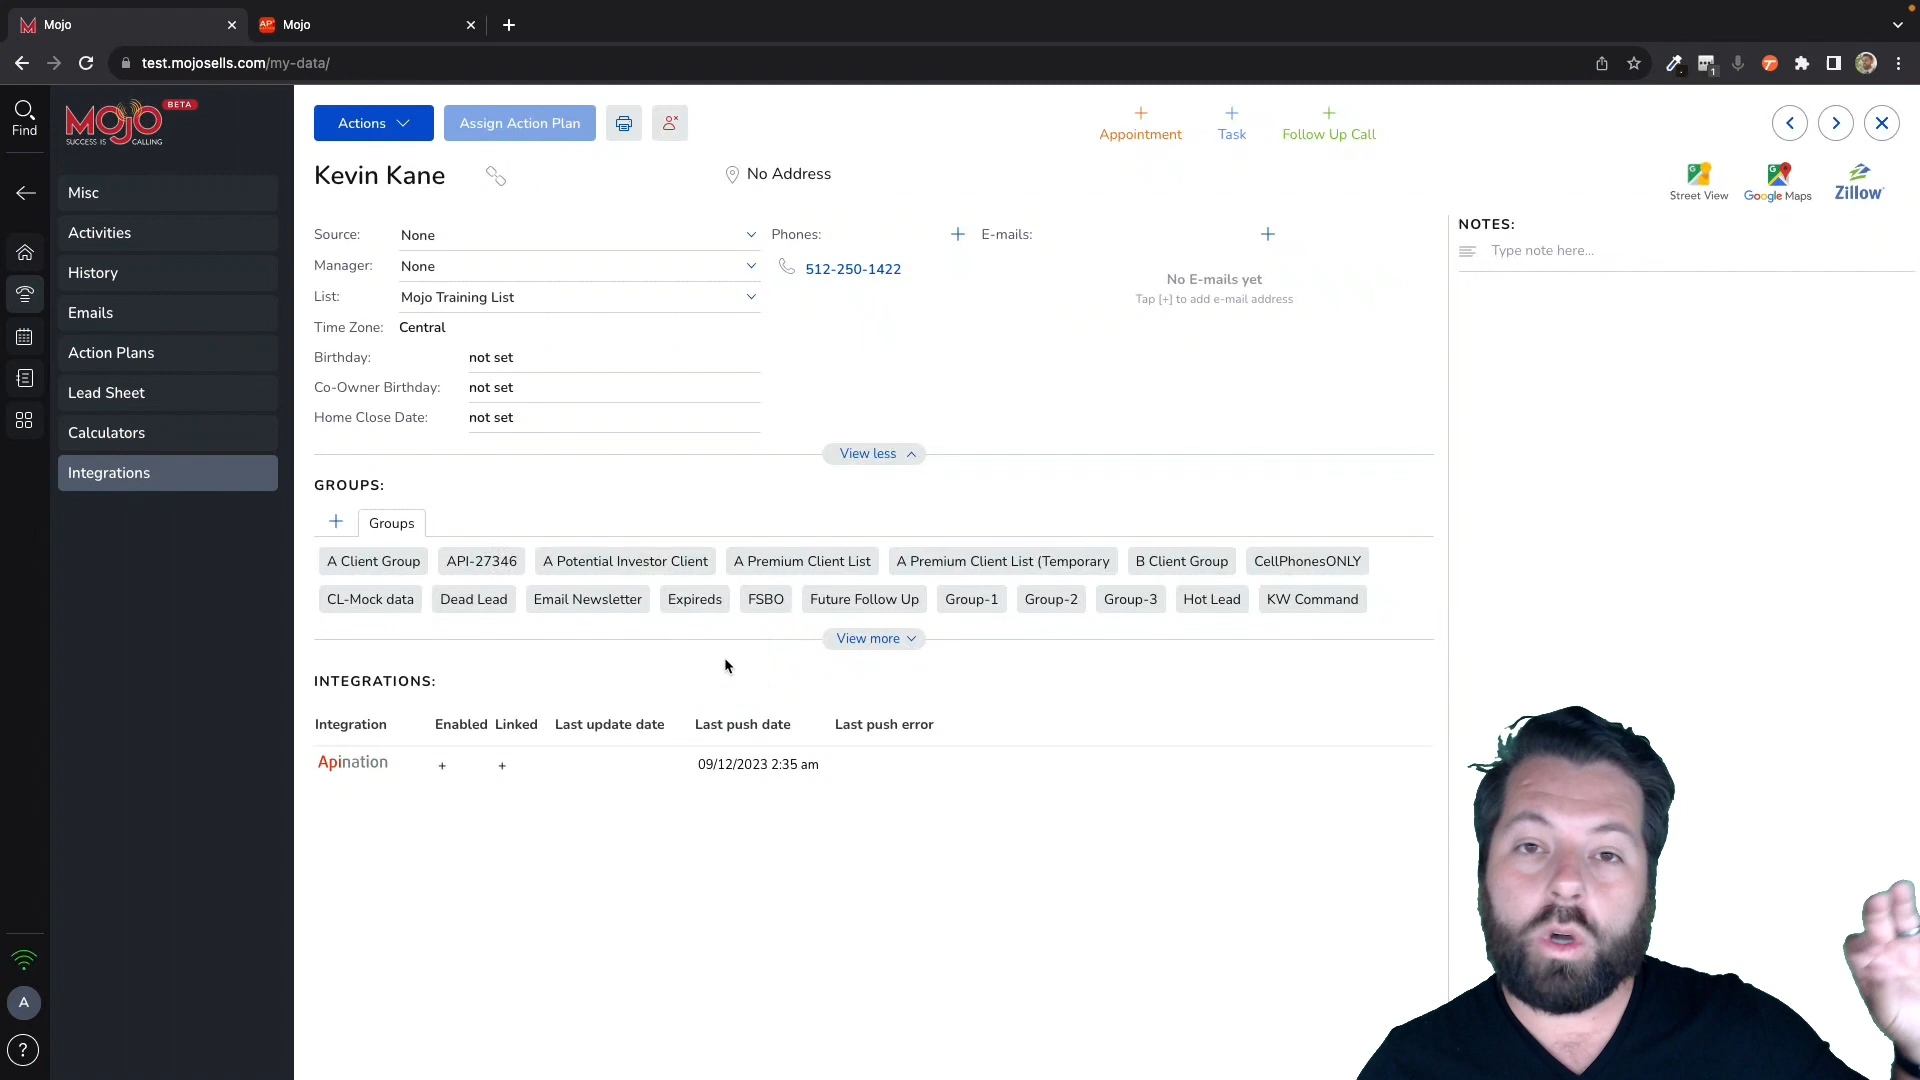 Mojo
Mojo
test.mojosells.com/my-data/
1
Find
MOJO BETA
SUCCESS IS CALLING
Misc
Activities
History
Emails
Action Plans
Lead Sheet
Calculators
Integrations
A
?
Actions
Assign Action Plan
Appointment
Task
Follow Up Call
Kevin Kane
No Address
Street View
Google Maps
Zillow
Source: None
Manager: None
List: Mojo Training List
Time Zone: Central
Birthday: not set
Co-Owner Birthday: not set
Home Close Date: not set
Phones:
512-250-1422
E-mails:
No E-mails yet
Tap [+] to add e-mail address
NOTES:
Type note here...
View less
GROUPS:
Groups
A Client Group API-27346 A Potential Investor Client A Premium Client List A Premium Client List (Temporary B Client Group CellPhonesONLY
CL-Mock data Dead Lead Email Newsletter Expireds FSBO Future Follow Up Group-1 Group-2 Group-3 Hot Lead KW Command
View more
INTEGRATIONS:
Integration Enabled Linked Last update date Last push date Last push error
Apination + + 09/12/2023 2:35 am